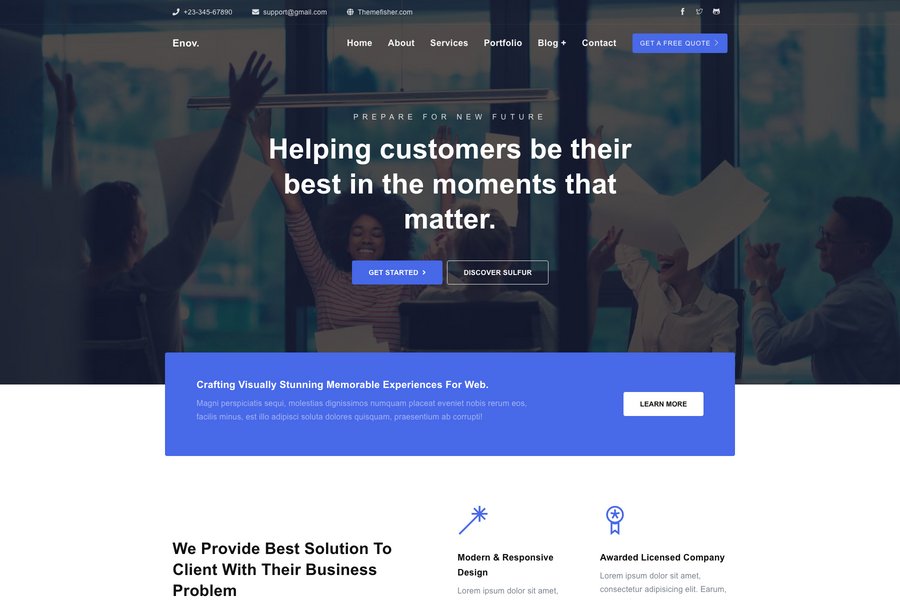 +23-345-67890 support@gmail.com Themefisher.com
Enov. Home About Services Portfolio Blog + Contact GET A FREE QUOTE
PREPARE FOR NEW FUTURE
Helping customers be their
best in the moments that
matter.
GET STARTED DISCOVER SULFUR
Crafting Visually Stunning Memorable Experiences For Web.
Magni perspiciatis sequi, molestias dignissimos numquam placeat eveniet nobis rerum eos,
facilis minus, est illo adipisci soluta dolores quisquam, praesentium ab corrupti!
LEARN MORE
We Provide Best Solution To
Client With Their Business
Problem
Modern & Responsive
Design
Lorem ipsum dolor sit amet,
Awarded Licensed Company
Lorem ipsum dolor sit amet,
consectetur adipisicing elit. Earum,